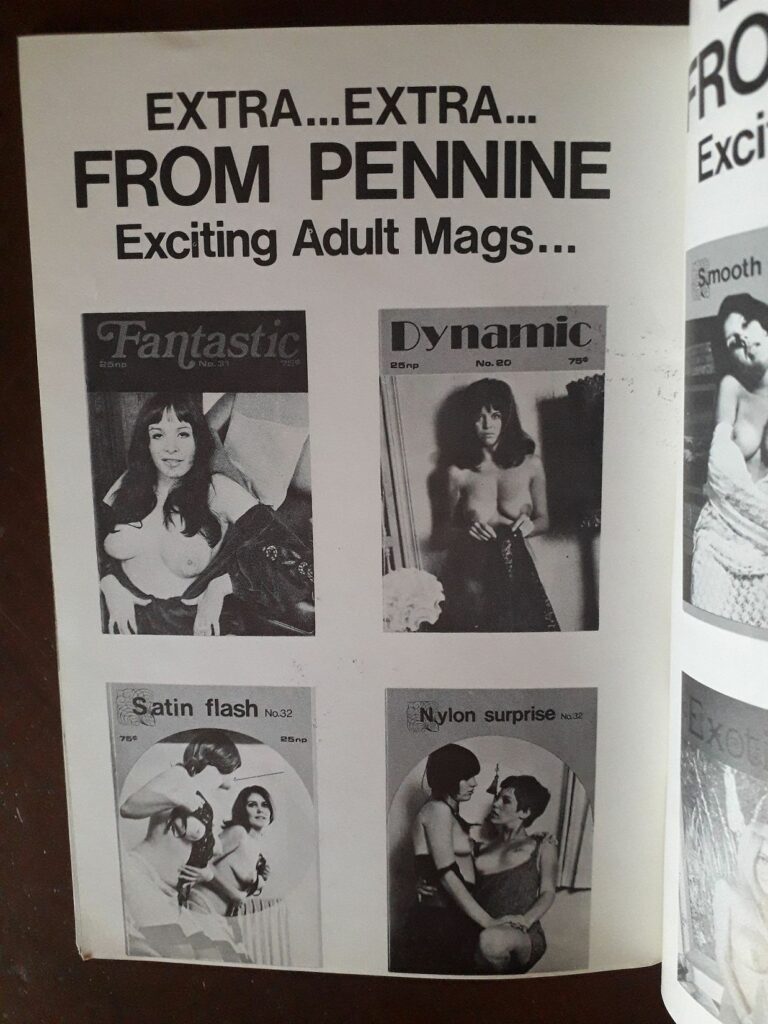 EXTRA...EXTRA...
FROM PENNINE
Exciting Adult Mags...
Fantastic
25np No.31 75¢
Dynamic
25np No.20 75¢
Satin flash No.32
75¢ 25np
Nylon surprise No.32
FRO
Exci
Smooth
Exoti